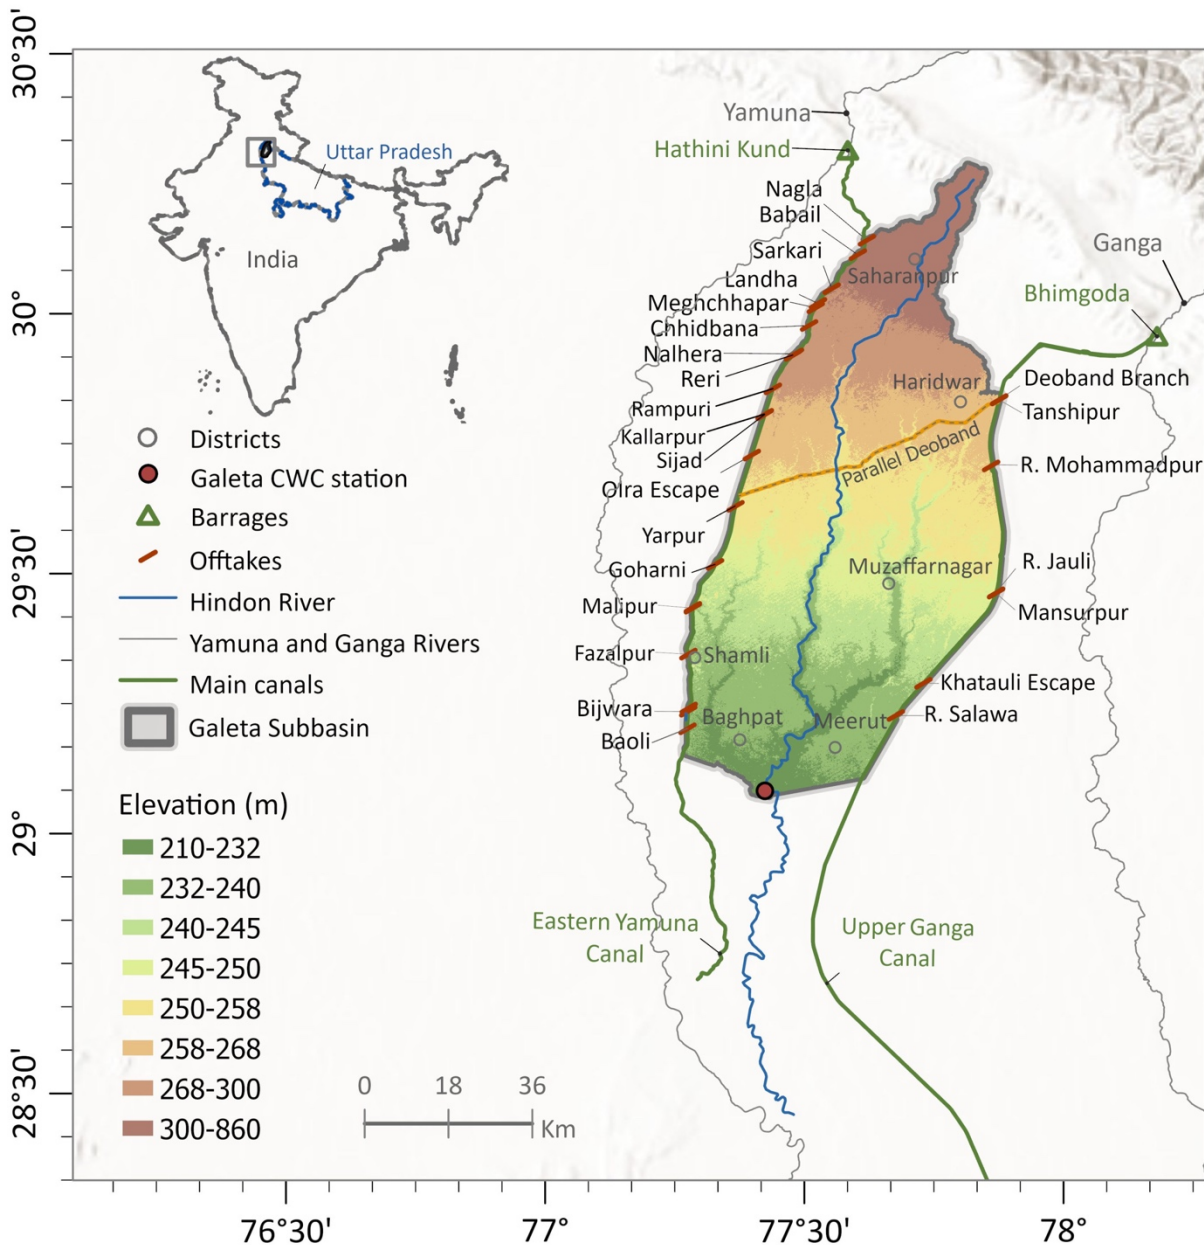 30°30'
30°
29°30'
29°
28°30'
76°30'
77°
77°30'
78°
Uttar Pradesh
India
Yamuna
Hathini Kund
Nagla
Babail
Sarkari
Landha
Meghchhapar
Chhidbana
Nalhera
Reri
Rampuri
Kallarpur
Sijad
Olra Escape
Yarpur
Goharni
Malipur
Fazalpur
Bijwara
Baoli
Saharanpur
Haridwar
Parallel Deoband
Muzaffarnagar
Shamli
Baghpat
Meerut
Ganga
Bhimgoda
Deoband Branch
Tanshipur
R. Mohammadpur
R. Jauli
Mansurpur
Khatauli Escape
R. Salawa
Eastern Yamuna
Canal
Upper Ganga
Canal
Districts
Galeta CWC station
Barrages
Offtakes
Hindon River
Yamuna and Ganga Rivers
Main canals
Galeta Subbasin
Elevation (m)
210-232
232-240
240-245
245-250
250-258
258-268
268-300
300-860
0 18 36
Km